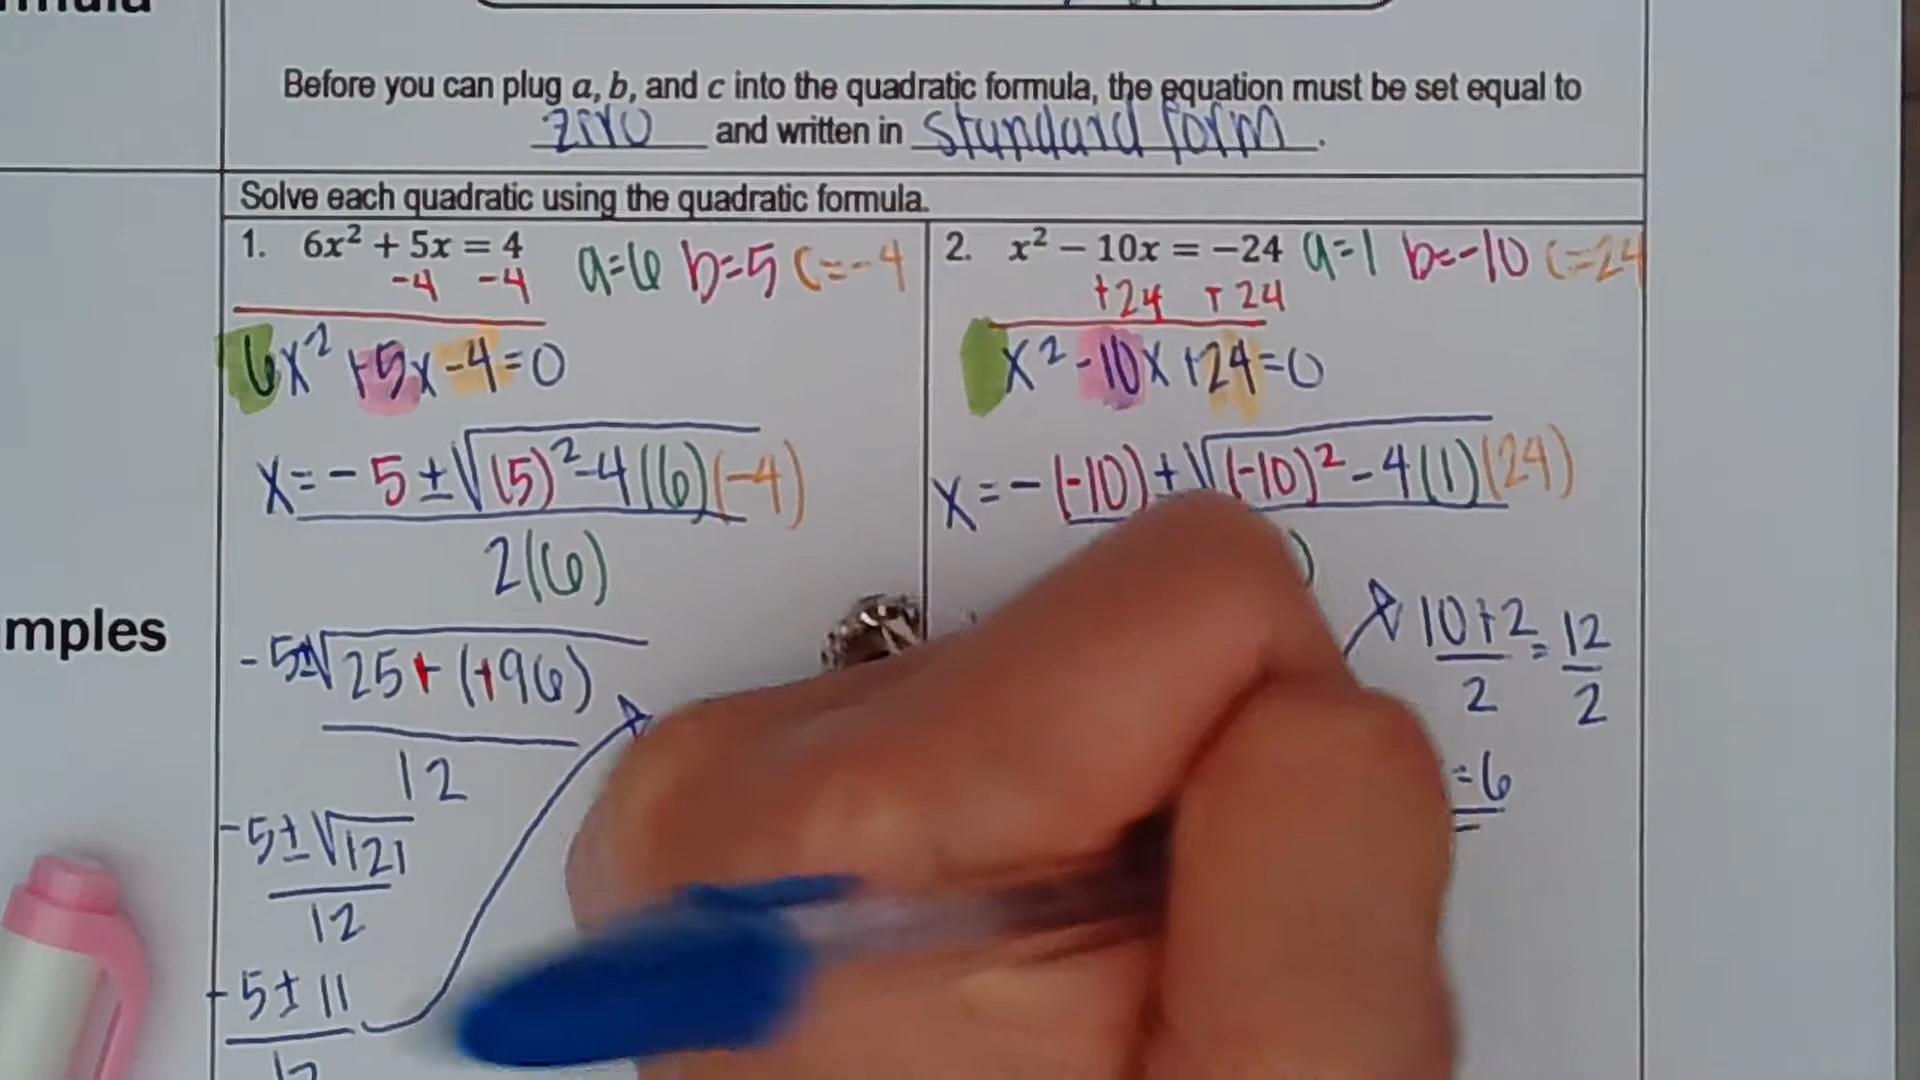 Before you can plug a, b, and c into the quadratic formula, the equation must be set equal to
zero and written in standard form.
Solve each quadratic using the quadratic formula.
1. 6x² + 5x = 4 a=6 b=5 c=-4
-4 -4
6x² +5x-4=0
x=-5±√(5)²-4(6)(-4)
2(6)
-5±√25+(+96)
12
-5±√121
12
-5±11
2. x² − 10x = −24 a=1 b=-10 c=24
+24 +24
x²-10x+24=0
x=-(-10)±√(-10)²-4(1)(24)
10+2 = 12
2 2
=6
mples